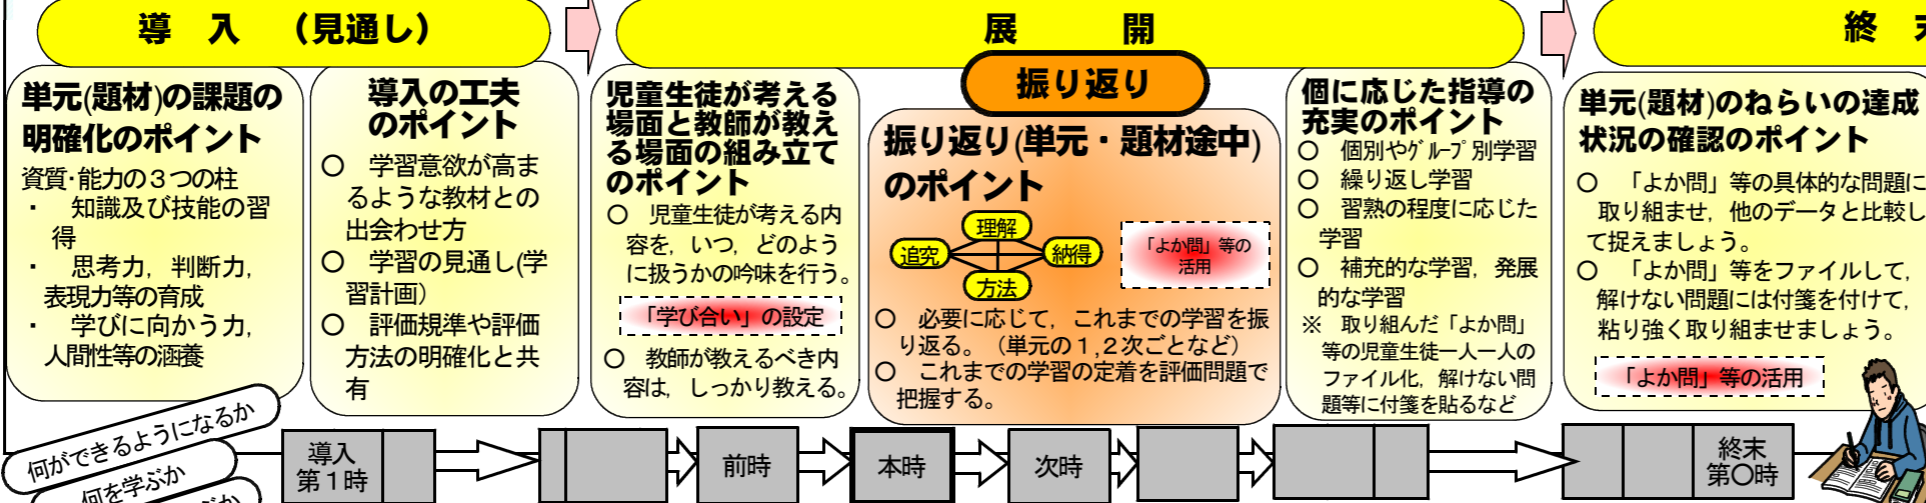 導　入　（見通し）
展　　　開
終
単元(題材)の課題の
明確化のポイント
資質・能力の３つの柱
・　知識及び技能の習
得
・　思考力，判断力，
表現力等の育成
・　学びに向かう力，
人間性等の涵養
導入の工夫
のポイント
○　学習意欲が高ま
るような教材との
出会わせ方
○　学習の見通し(学
習計画）
○　評価規準や評価
方法の明確化と共
有
児童生徒が考える
場面と教師が教え
る場面の組み立て
のポイント
○　児童生徒が考える内
容を，いつ，どのよう
に扱うかの吟味を行う。
「学び合い」の設定
○　教師が教えるべき内
容は，しっかり教える。
振り返り
振り返り(単元・題材途中)
のポイント
理解
追究
納得
方法
「よか問」等の
活用
○　必要に応じて，これまでの学習を振
り返る。（単元の１,２次ごとなど）
○　これまでの学習の定着を評価問題で
把握する。
個に応じた指導の
充実のポイント
○　個別やグループ別学習
○　繰り返し学習
○　習熟の程度に応じた
学習
○　補充的な学習，発展
的な学習
※　取り組んだ「よか問」
等の児童生徒一人一人の
ファイル化，解けない問
題等に付箋を貼るなど
単元(題材)のねらいの達成
状況の確認のポイント
○　「よか問」等の具体的な問題に
取り組ませ，他のデータと比較し
て捉えましょう。
○　「よか問」等をファイルして，
解けない問題には付箋を付けて，
粘り強く取り組ませましょう。
「よか問」等の活用
何ができるようになるか
何を学ぶか
導入
第１時
前時
本時
次時
終末
第〇時